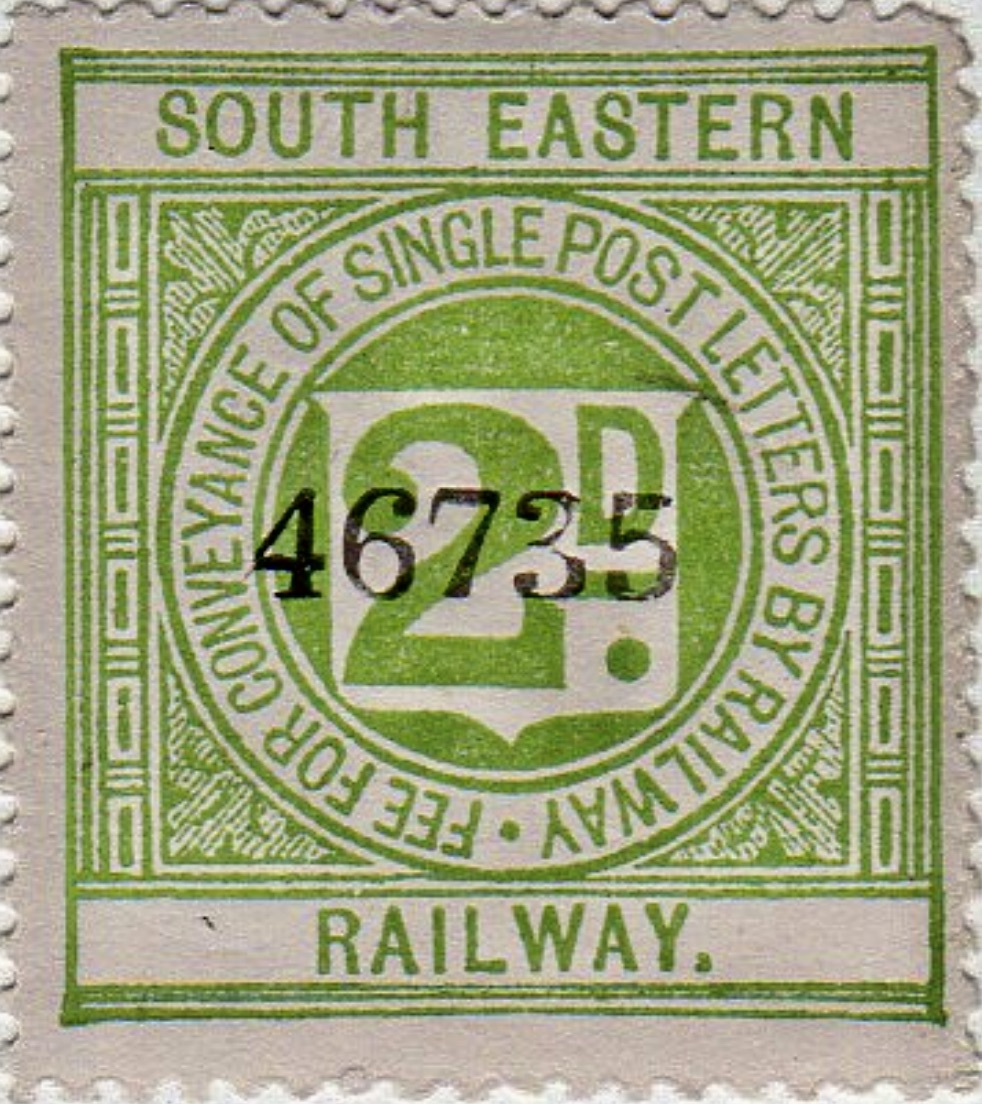 SOUTH EASTERN
FEE FOR CONVEYANCE OF SINGLE POST LETTERS BY RAILWAY •
2D.
46735
RAILWAY.